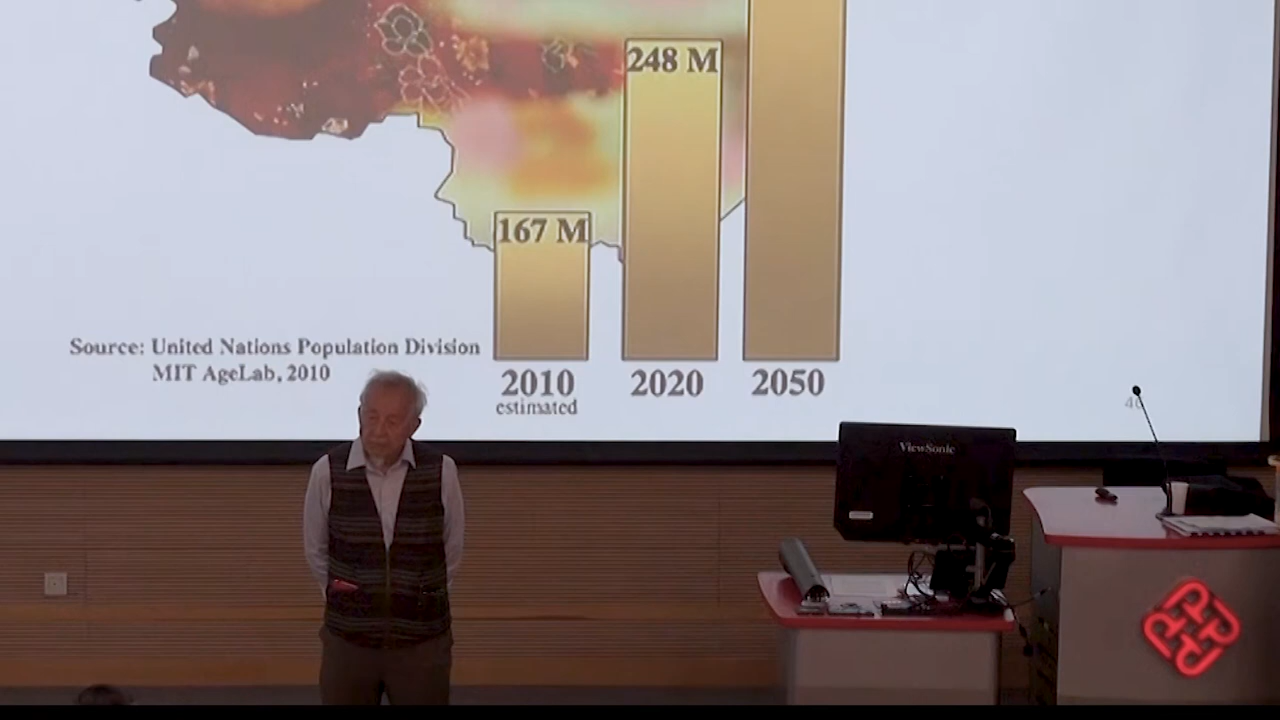 248 M
167 M
Source: United Nations Population Division
MIT AgeLab, 2010
2010
2020
2050
estimated
ViewSonic